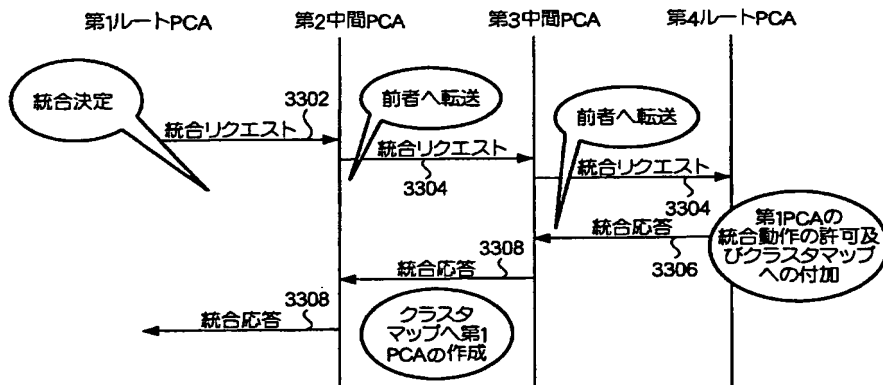 第1ルートPCA
第2中間PCA
第3中間PCA
第4ルートPCA
統合決定
3302
統合リクエスト
前者へ転送
統合リクエスト
3304
前者へ転送
統合リクエスト
3304
統合応答
3306
第1PCAの
統合動作の許可及
びクラスタマップ
への付加
3308
統合応答
3308
統合応答
クラスタ
マップへ第1
PCAの作成